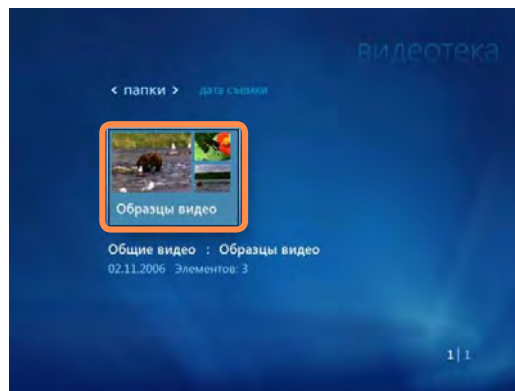 видеотека
< папки > дата съемки
Образцы видео
Общие видео : Образцы видео
02.11.2006 Элементов: 3
1|1